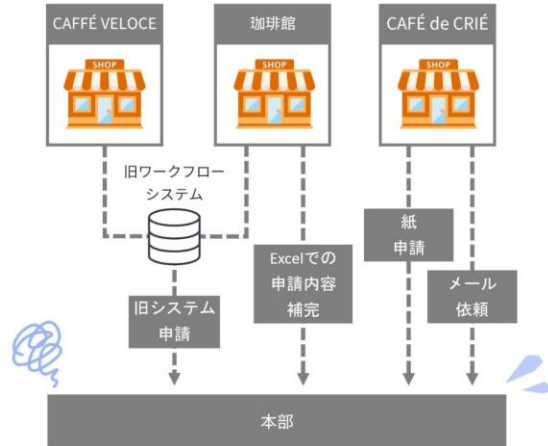 CAFFÉ VELOCE
珈琲館
CAFÉ de CRIÉ
SHOP
SHOP
SHOP
旧ワークフロー
システム
紙
申請
Excelでの
申請内容
補完
メール
依頼
旧システム
申請
本部